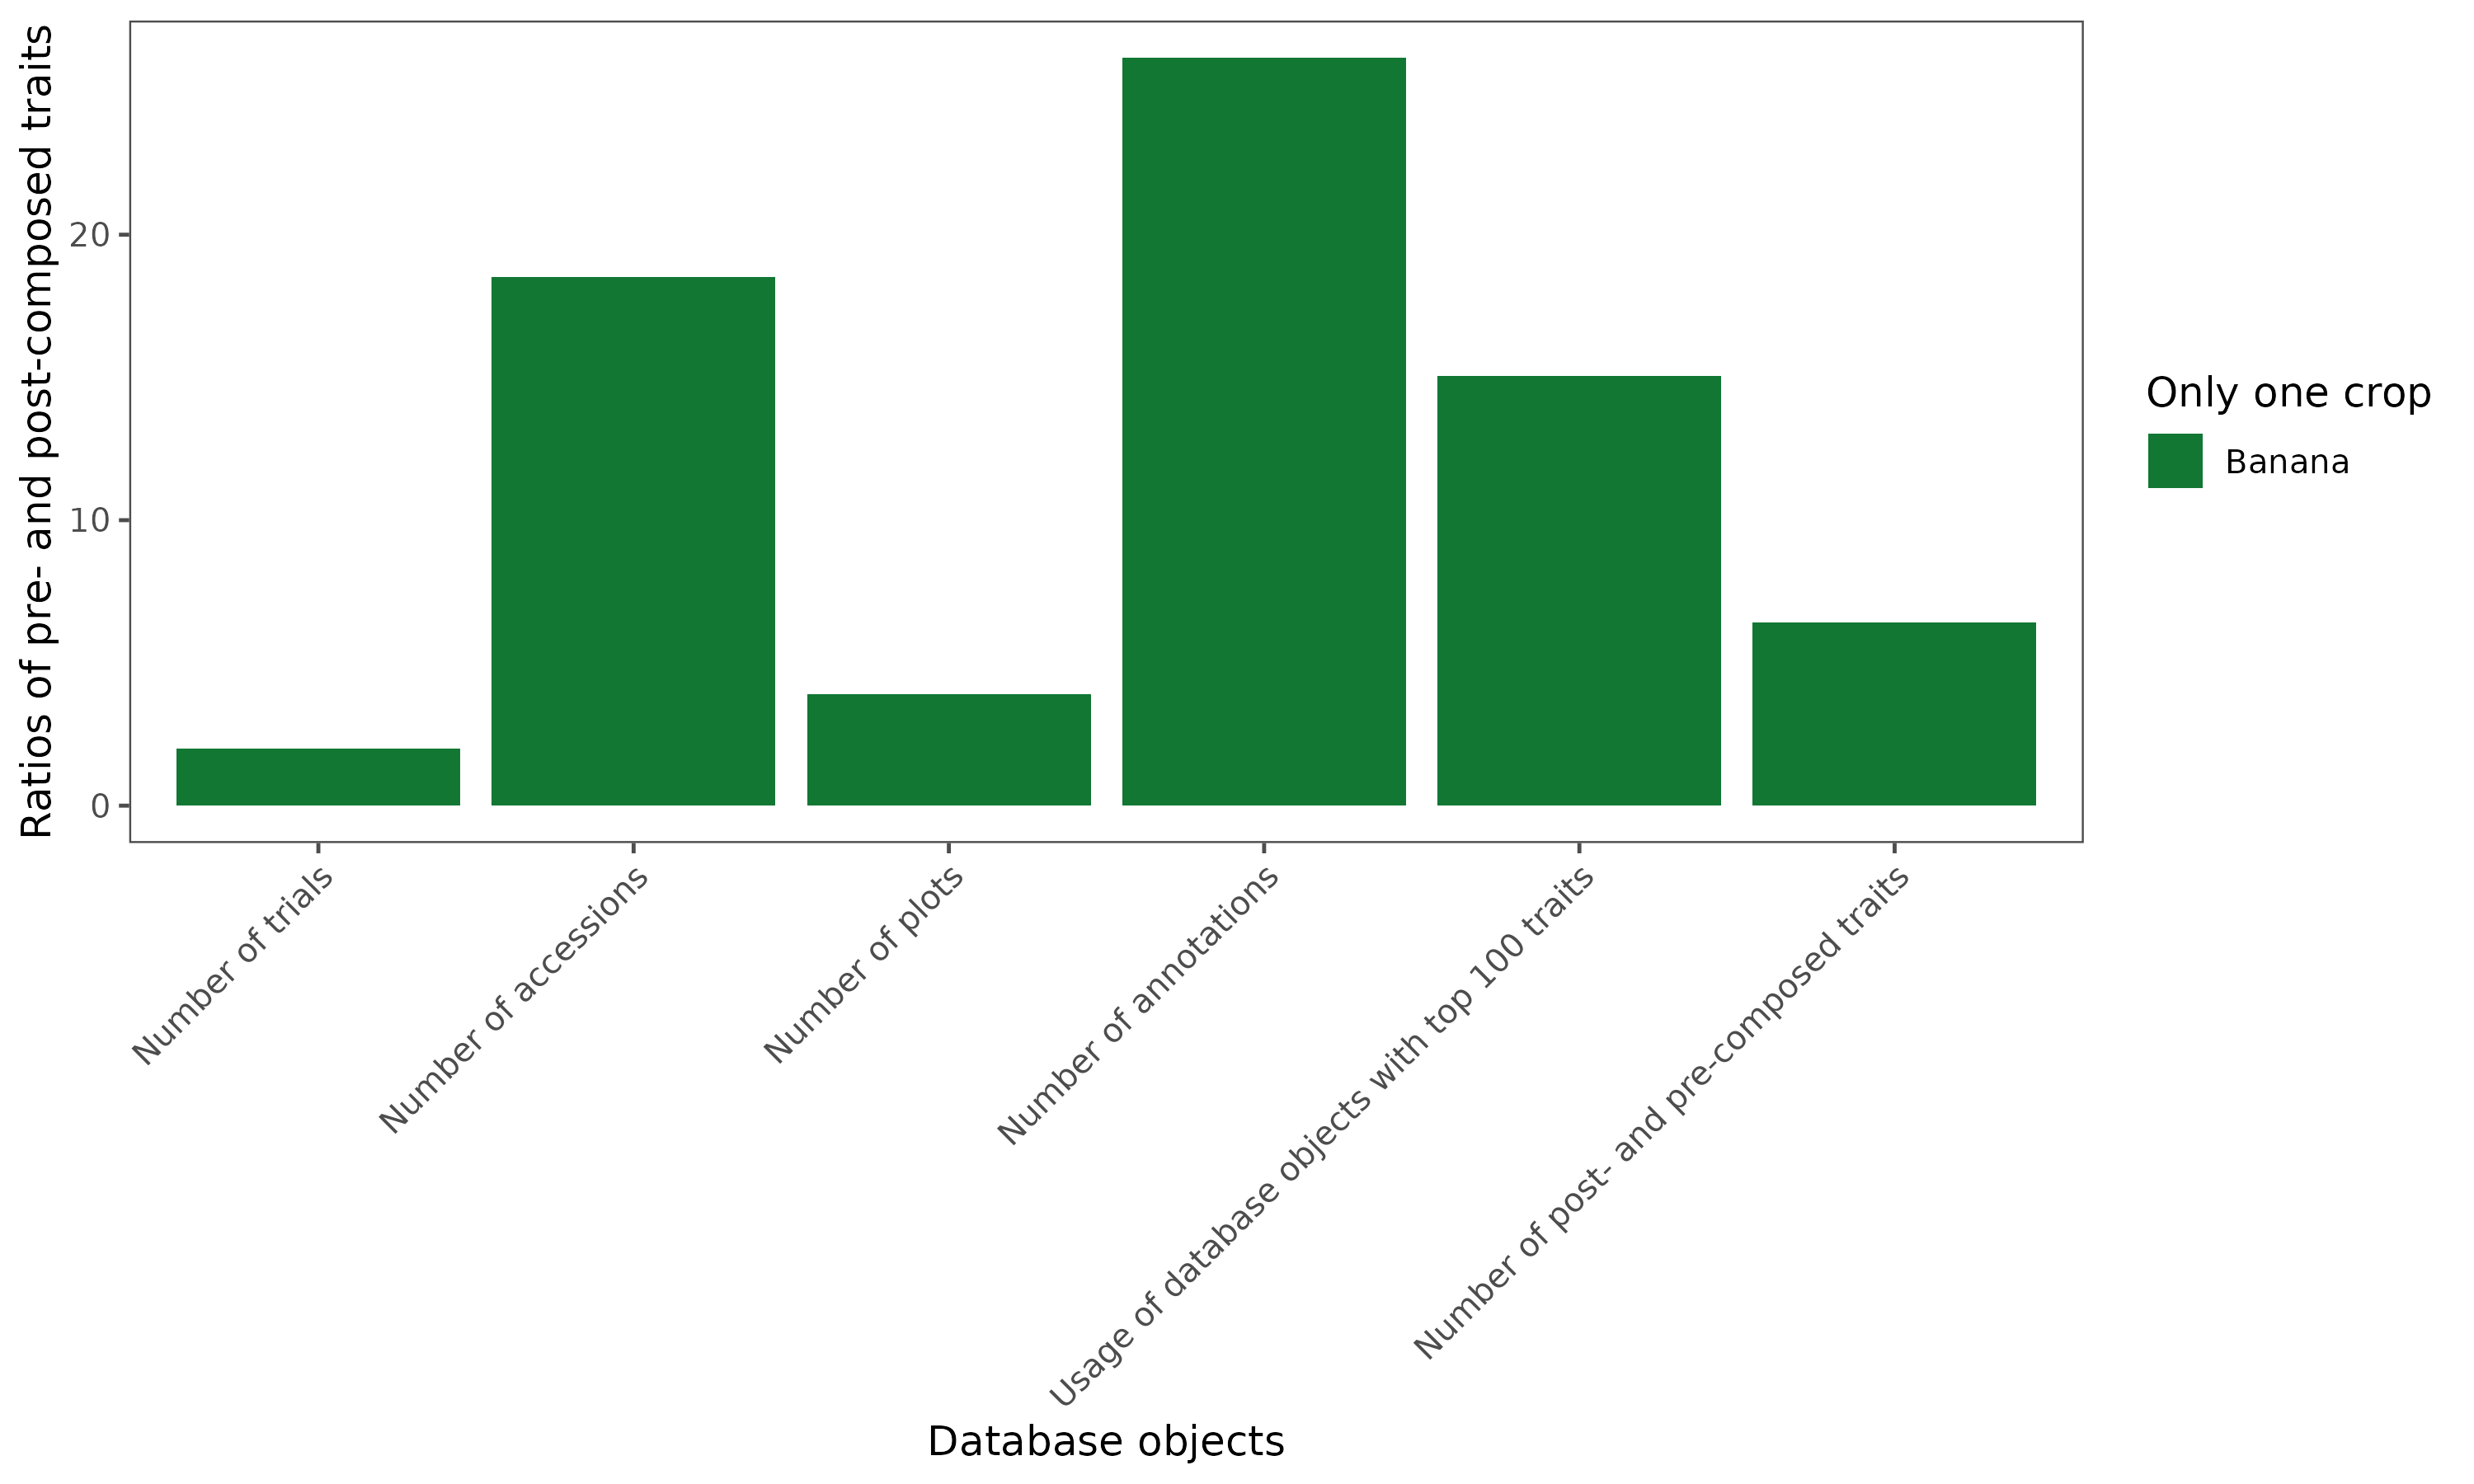 Ratios of pre- and post-composed traits
20
10
0
Number of trials
Number of accessions
Number of plots
Number of annotations
Usage of database objects with top 100 traits
Number of post- and pre-composed traits
Database objects
Only one crop
Banana